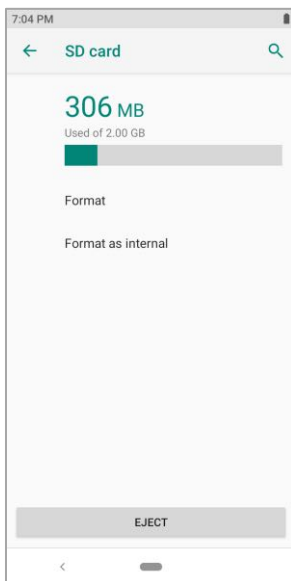 7:04 PM
SD card
306 MB
Used of 2.00 GB
Format
Format as internal
EJECT